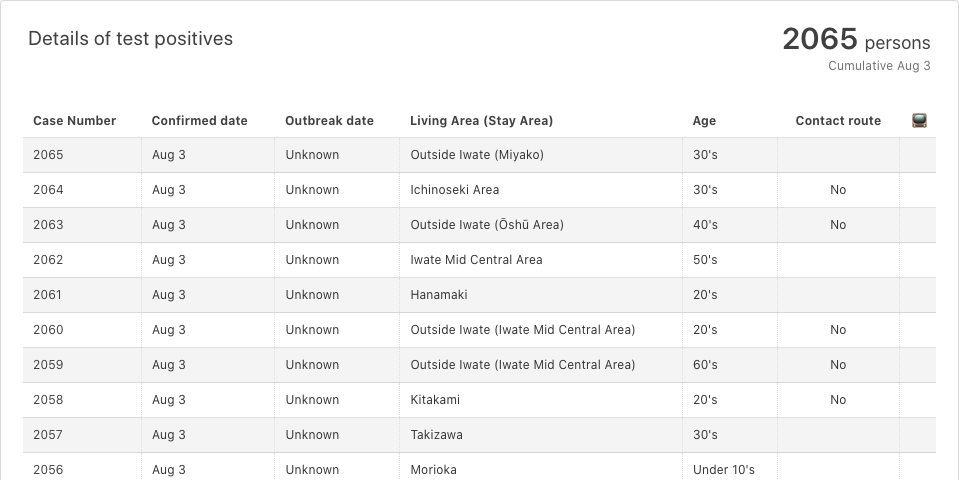 Details of test positives
2065 persons
Cumulative Aug 3
Case Number Confirmed date Outbreak date Living Area (Stay Area) Age Contact route
2065 Aug 3 Unknown Outside Iwate (Miyako) 30's
2064 Aug 3 Unknown Ichinoseki Area 30's No
2063 Aug 3 Unknown Outside Iwate (Ōshū Area) 40's No
2062 Aug 3 Unknown Iwate Mid Central Area 50's
2061 Aug 3 Unknown Hanamaki 20's
2060 Aug 3 Unknown Outside Iwate (Iwate Mid Central Area) 20's No
2059 Aug 3 Unknown Outside Iwate (Iwate Mid Central Area) 60's No
2058 Aug 3 Unknown Kitakami 20's No
2057 Aug 3 Unknown Takizawa 30's
2056 Aug 3 Unknown Morioka Under 10's